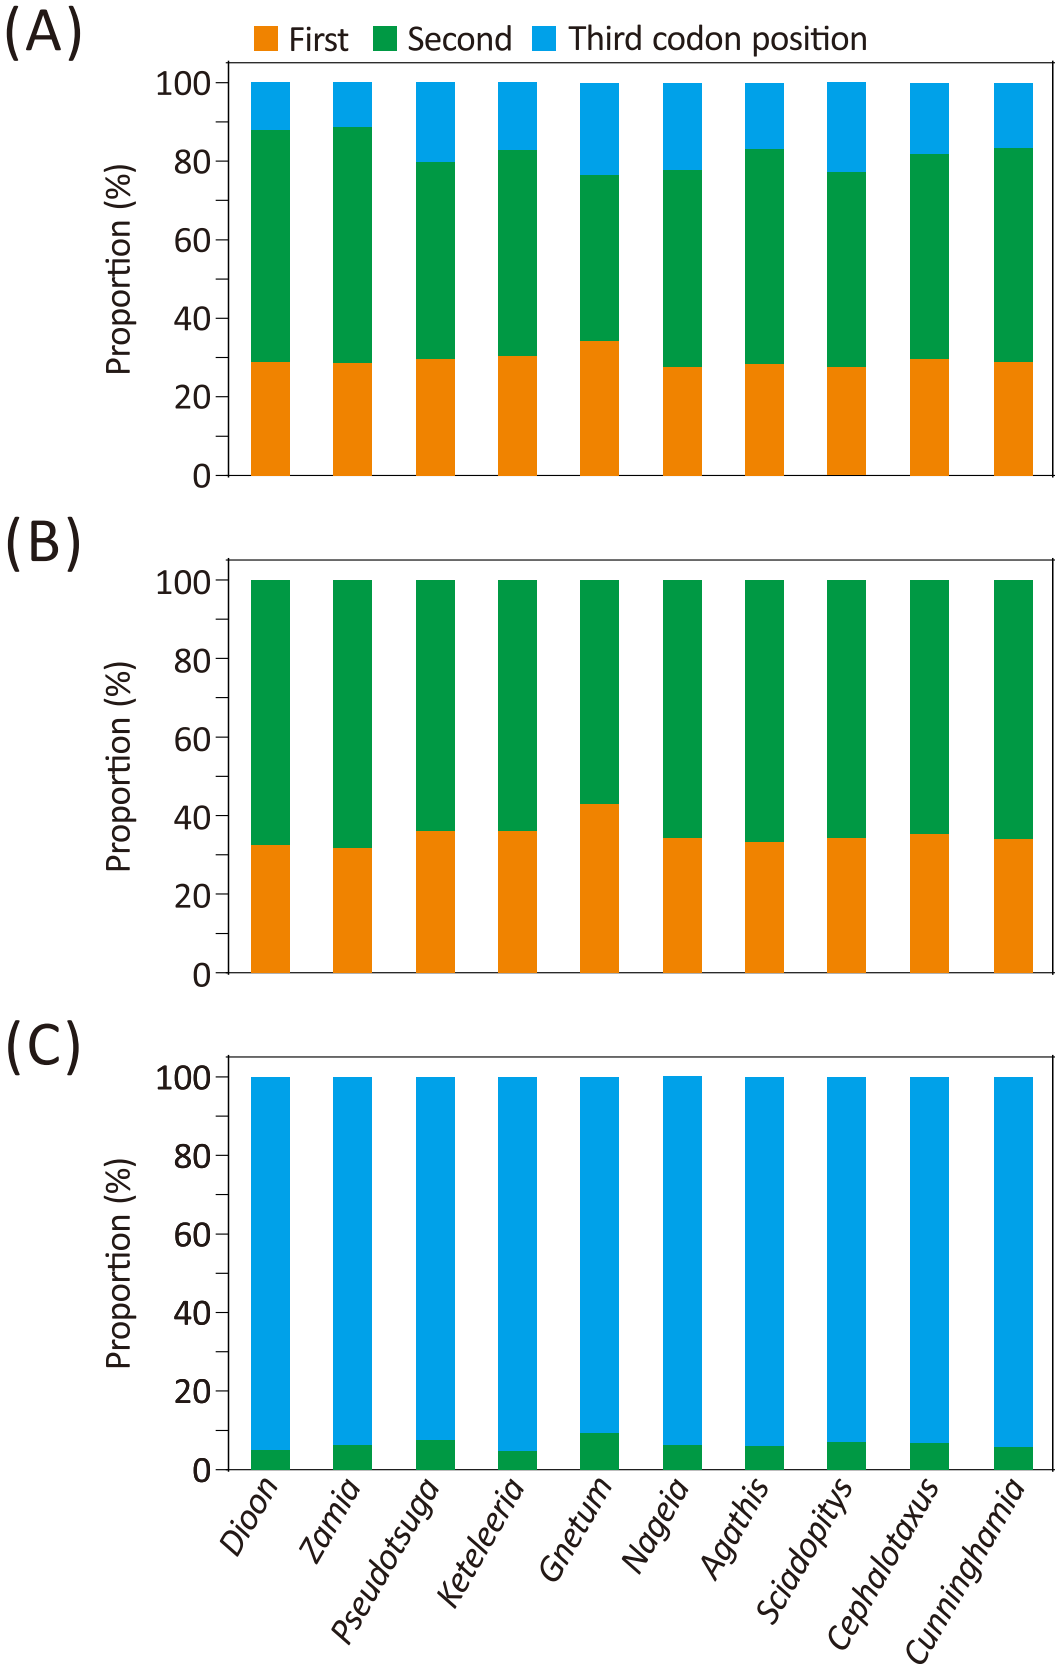 (A)
First Second Third codon position
Proportion (%)
100
80
60
40
20
0
(B)
Proportion (%)
100
80
60
40
20
0
(C)
Proportion (%)
100
80
60
40
20
0
Dioon
Zamia
Pseudotsuga
Keteleeria
Gnetum
Nageia
Agathis
Sciadopitys
Cephalotaxus
Cunninghamia